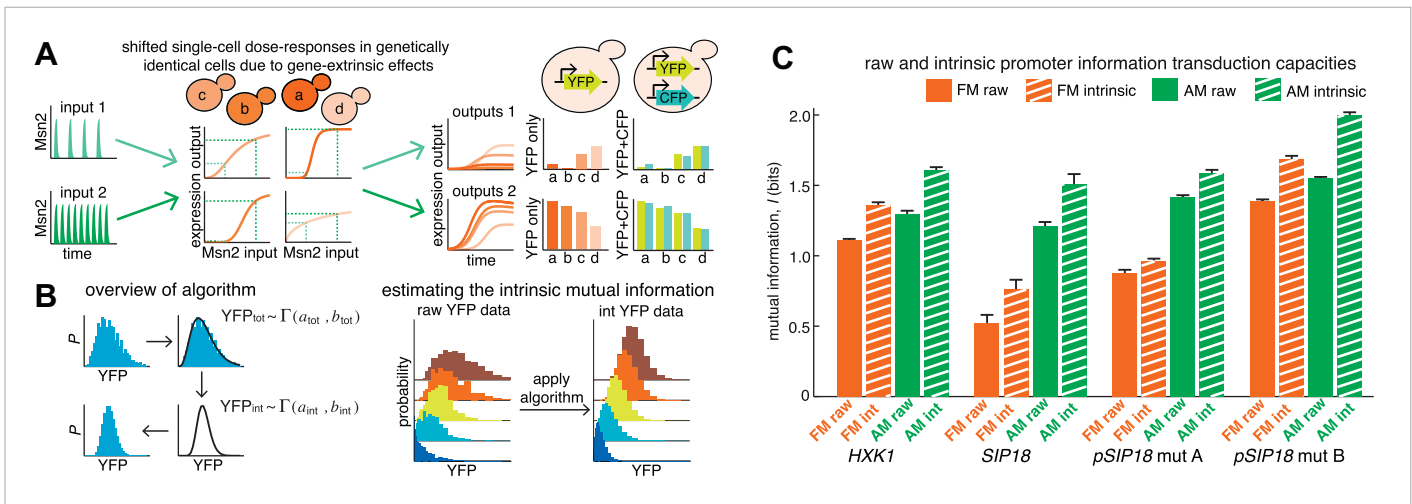 A
shifted single-cell dose-responses in genetically
identical cells due to gene-extrinsic effects
c
b
a
d
input 1
Msn2
input 2
Msn2
time
expression output
Msn2 input
Msn2 input
outputs 1
outputs 2
expression output
time
YFP
YFP
CFP
YFP only
a b c d
YFP+CFP
a b c d
YFP only
a b c d
YFP+CFP
a b c d
B
overview of algorithm
P
YFP
YFPtot ~ Γ(atot , btot)
P
YFP
YFPint ~ Γ(aint , bint)
YFP
estimating the intrinsic mutual information
raw YFP data
int YFP data
probability
apply
algorithm
YFP
YFP
C
raw and intrinsic promoter information transduction capacities
FM raw
FM intrinsic
AM raw
AM intrinsic
mutual information, I (bits)
2.0
1.5
1.0
0.5
0
FM raw
FM int
AM raw
AM int
FM raw
FM int
AM raw
AM int
FM raw
FM int
AM raw
AM int
FM raw
FM int
AM raw
AM int
HXK1
SIP18
pSIP18 mut A
pSIP18 mut B